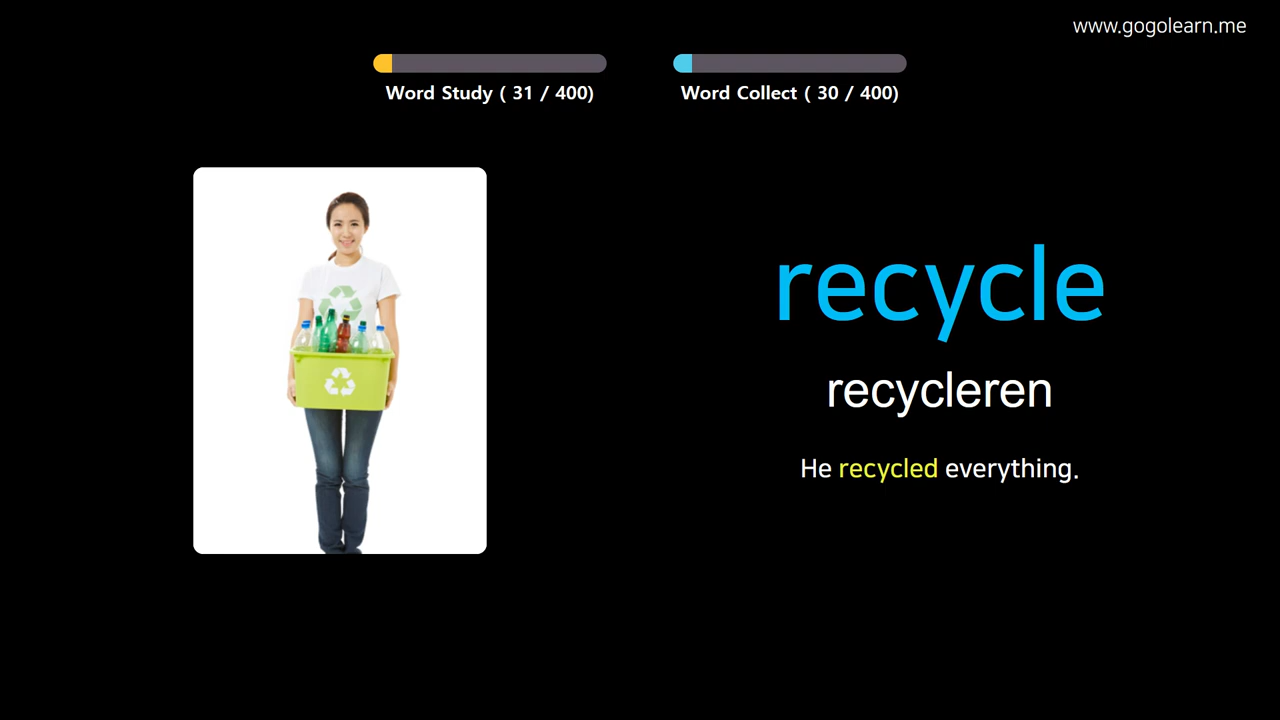 www.gogolearn.me
Word Study ( 31 / 400)
Word Collect ( 30 / 400)
recycle
recycleren
He recycled everything.